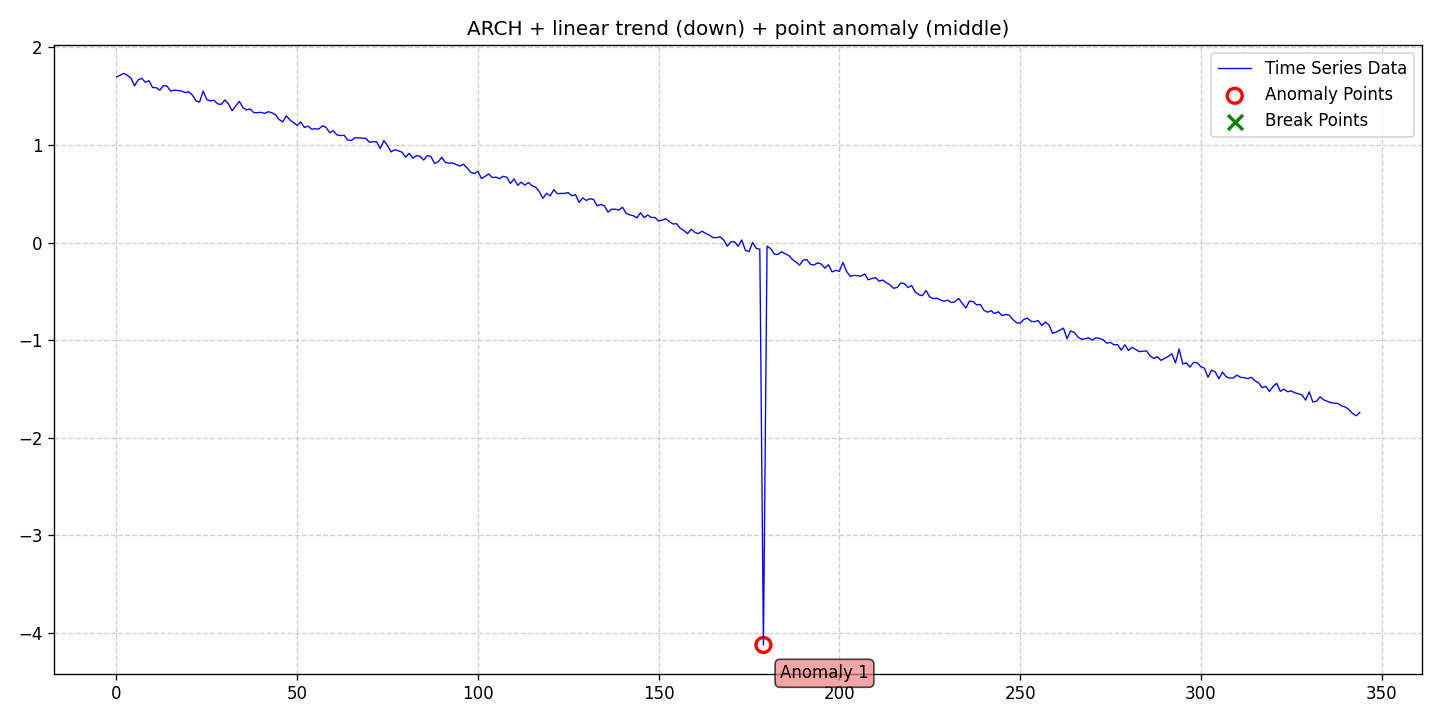 ARCH + linear trend (down) + point anomaly (middle)
Time Series Data
Anomaly Points
Break Points
2
1
0
−1
−2
−3
−4
Anomaly 1
0 50 100 150 200 250 300 350